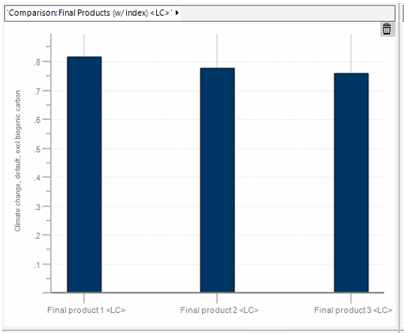 'Comparison: Final Products (w/ index) <LC>'
Climate change, default, excl biogenic carbon
.8
.7
.6
.5
.4
.3
.2
.1
Final product 1 <LC>
Final product 2 <LC>
Final product 3 <LC>